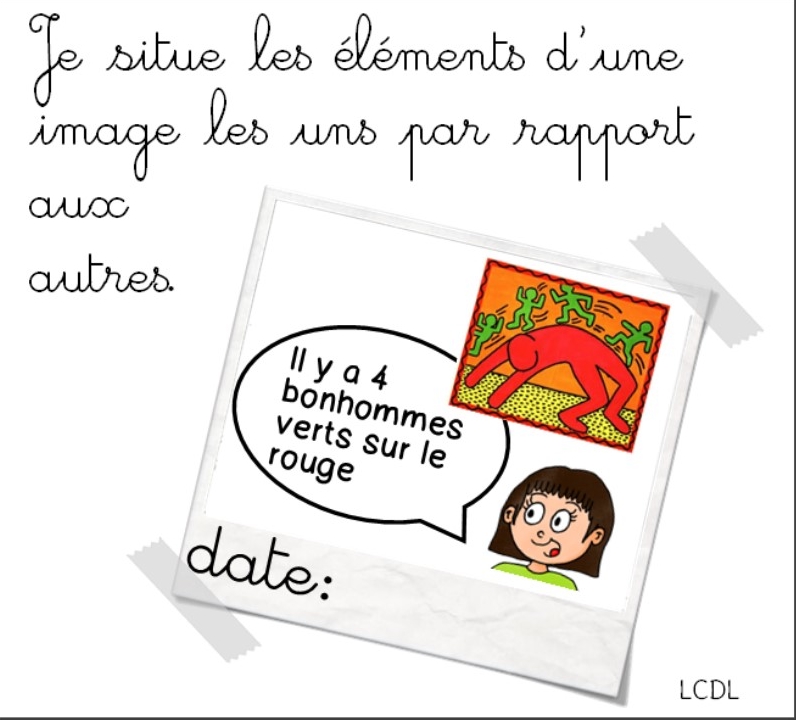 Je situe les éléments d'une
image les uns par rapport
aux
autres.
Il y a 4
bonhommes
verts sur le
rouge
date:
LCDL